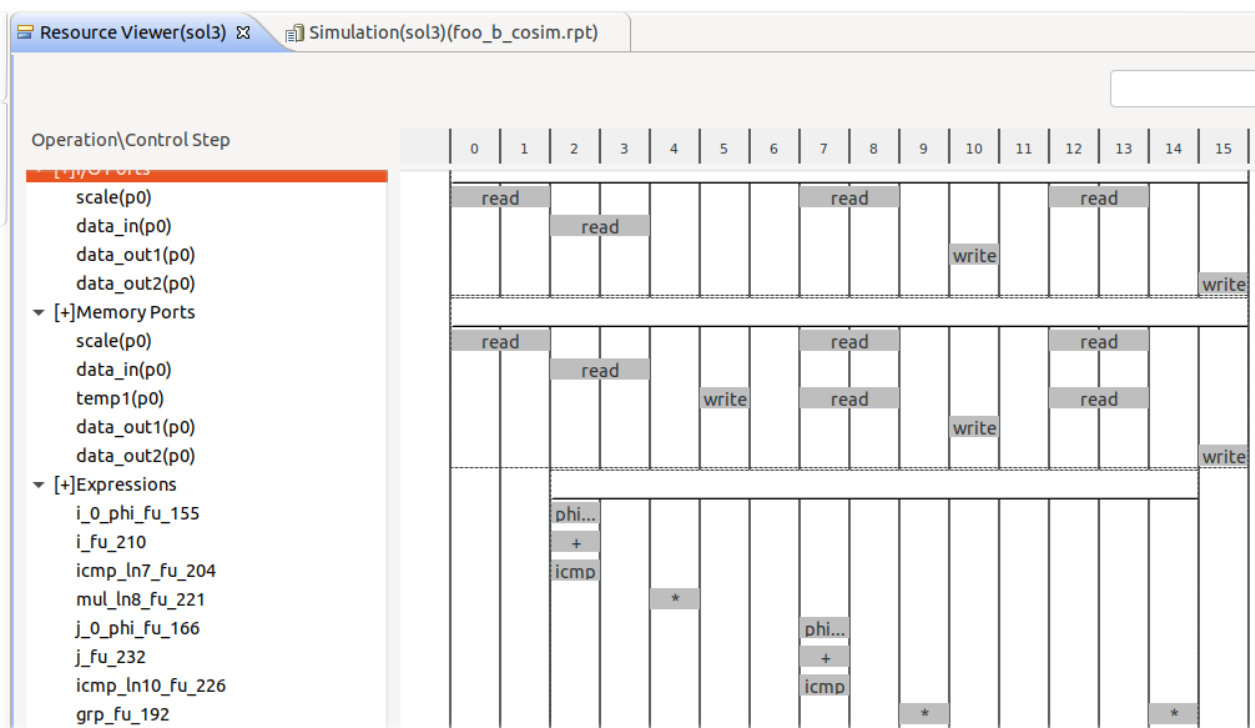 Resource Viewer(sol3) Simulation(sol3)(foo_b_cosim.rpt)
Operation\Control Step 0 1 2 3 4 5 6 7 8 9 10 11 12 13 14 15
[+]I/O Ports
scale(p0) read read read
data_in(p0) read
data_out1(p0) write
data_out2(p0) write
[+]Memory Ports
scale(p0) read read read
data_in(p0) read
temp1(p0) write read read
data_out1(p0) write
data_out2(p0) write
[+]Expressions
i_0_phi_fu_155 phi...
i_fu_210 +
icmp_ln7_fu_204 icmp
mul_ln8_fu_221 *
j_0_phi_fu_166 phi...
j_fu_232 +
icmp_ln10_fu_226 icmp
grp_fu_192 * *